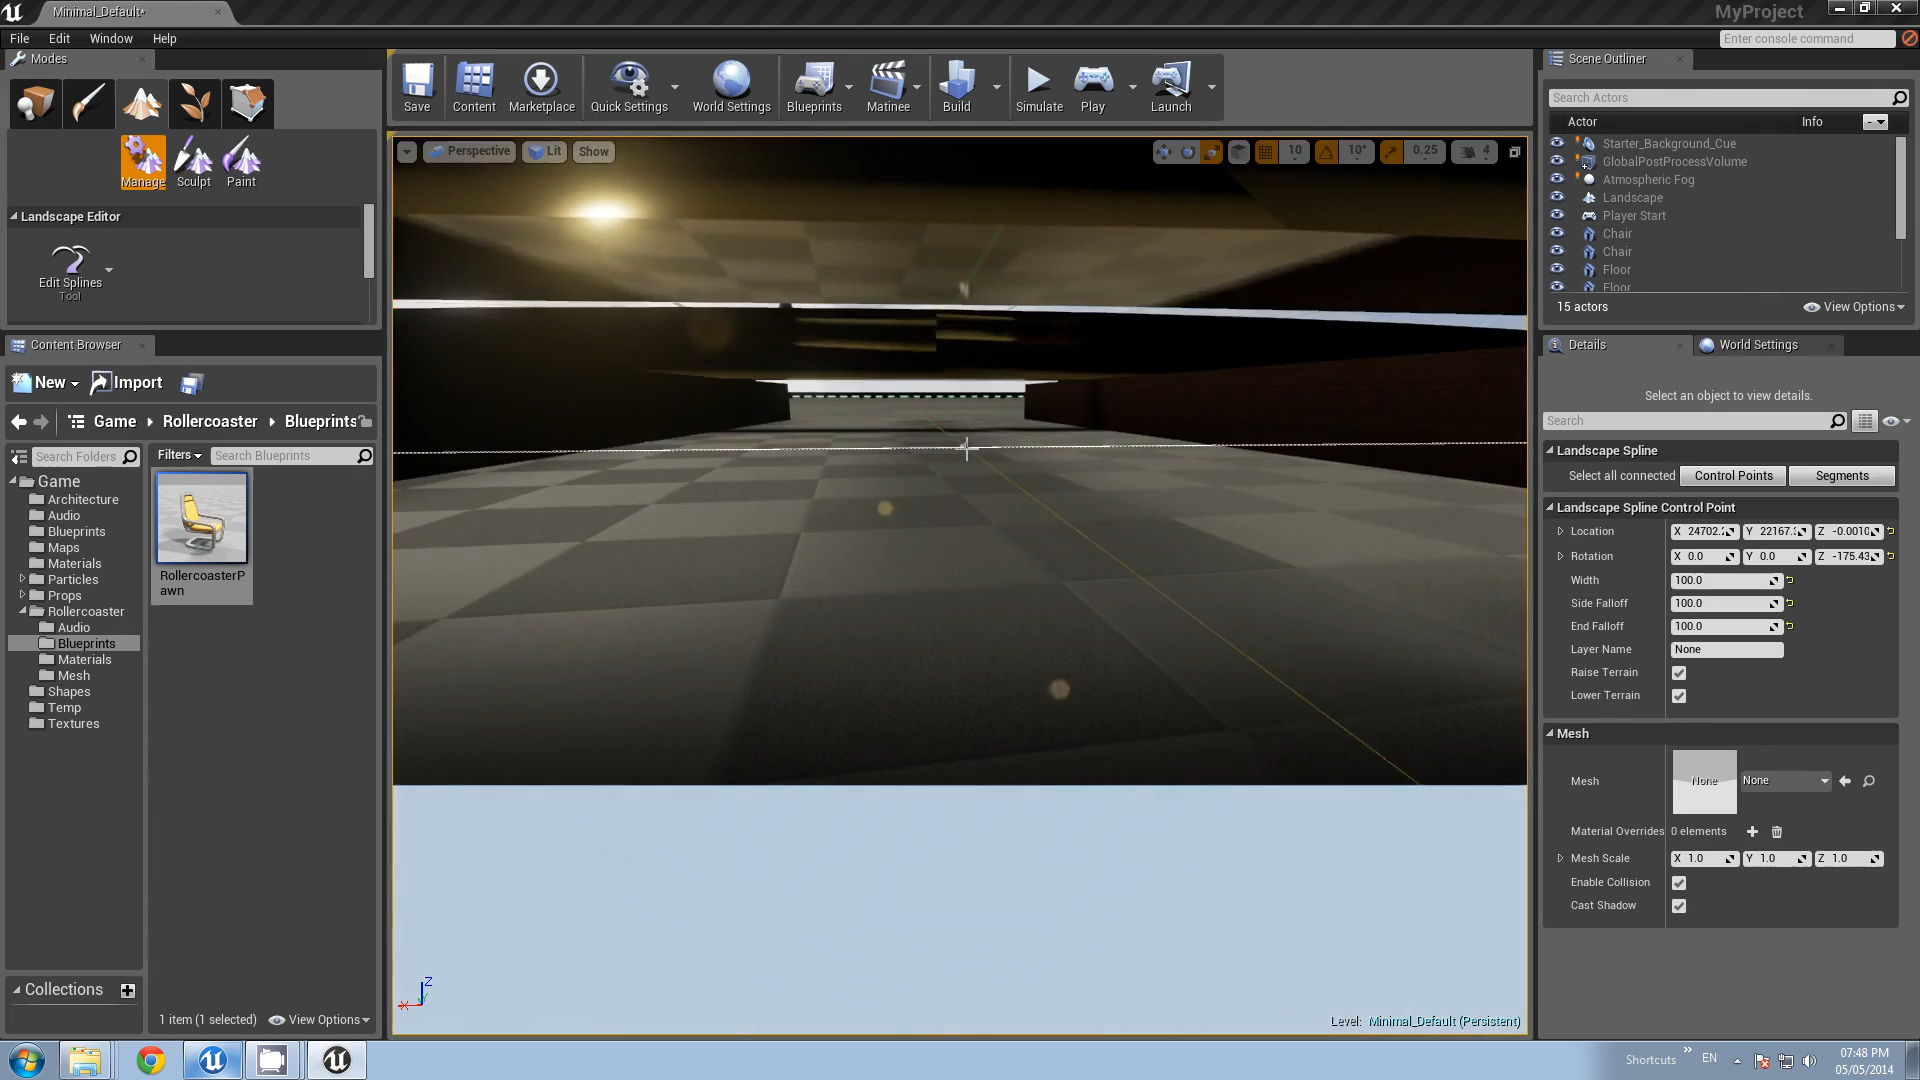 Minimal_Default*
MyProject
File Edit Window Help
Enter console command
Modes
Manage Sculpt Paint
Landscape Editor
Edit Splines
Tool
Save Content Marketplace Quick Settings World Settings Blueprints Matinee Build Simulate Play Launch
Perspective Lit Show
10 10° 0.25 4
Scene Outliner
Search Actors
Actor Info
Starter_Background_Cue
GlobalPostProcessVolume
Atmospheric Fog
Landscape
Player Start
Chair
Chair
Floor
Floor
15 actors
View Options
Content Browser
New Import
Game Rollercoaster Blueprints
Search Folders
Filters Search Blueprints
Game
Architecture
Audio
Blueprints
Maps
Materials
Particles
Props
Rollercoaster
Audio
Blueprints
Materials
Mesh
Shapes
Temp
Textures
RollercoasterP
awn
Collections
1 item (1 selected) View Options
Details World Settings
Select an object to view details.
Search
Landscape Spline
Select all connected Control Points Segments
Landscape Spline Control Point
Location X 24702. Y 22167. Z -0.0010
Rotation X 0.0 Y 0.0 Z -175.43
Width 100.0
Side Falloff 100.0
End Falloff 100.0
Layer Name None
Raise Terrain
Lower Terrain
Mesh
Mesh None None
Material Overrides 0 elements
Mesh Scale X 1.0 Y 1.0 Z 1.0
Enable Collision
Cast Shadow
Z
X
Level: Minimal_Default (Persistent)
Shortcuts » EN 07:48 PM
05/05/2014